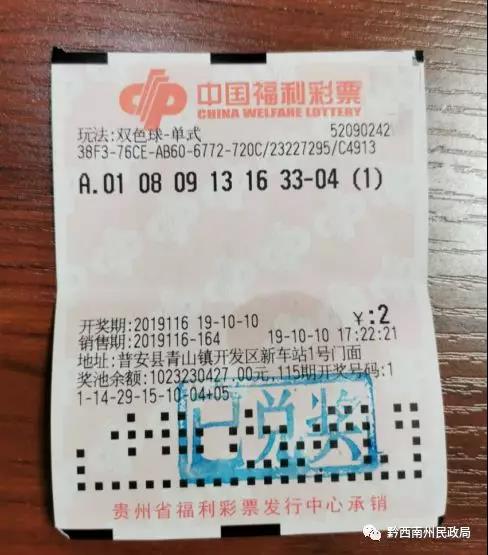 中国福利彩票
CHINA WELFARE LOTTERY
玩法:双色球-单式 52090242
38F3-76CE-AB60-6772-720C/23227295/C4913
A.01 08 09 13 16 33-04 (1)
开奖期:2019116 19-10-10 ¥:2
销售期:2019116-164 19-10-10 17:22:21
地址:普安县青山镇开发区新车站1号门面
奖池余额:1023230427.00元,115期开奖号码:1
1-14-29-15-10-04+05
已兑奖
贵州省福利彩票发行中心承销
黔西南州民政局